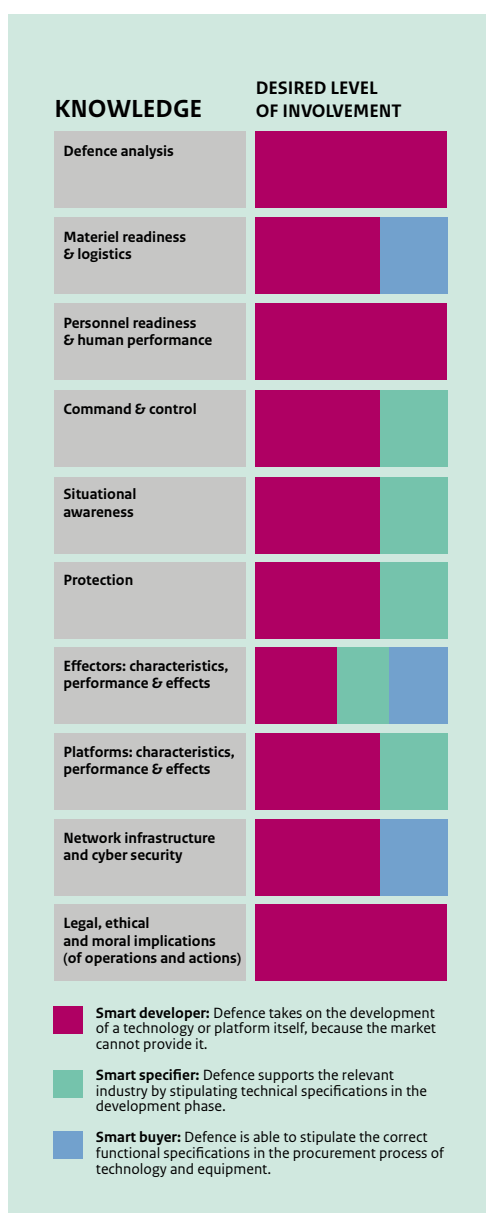 KNOWLEDGE
DESIRED LEVEL
OF INVOLVEMENT
Defence analysis
Materiel readiness
& logistics
Personnel readiness
& human performance
Command & control
Situational
awareness
Protection
Effectors: characteristics,
performance & effects
Platforms: characteristics,
performance & effects
Network infrastructure
and cyber security
Legal, ethical
and moral implications
(of operations and actions)
Smart developer: Defence takes on the development
of a technology or platform itself, because the market
cannot provide it.
Smart specifier: Defence supports the relevant
industry by stipulating technical specifications in the
development phase.
Smart buyer: Defence is able to stipulate the correct
functional specifications in the procurement process of
technology and equipment.